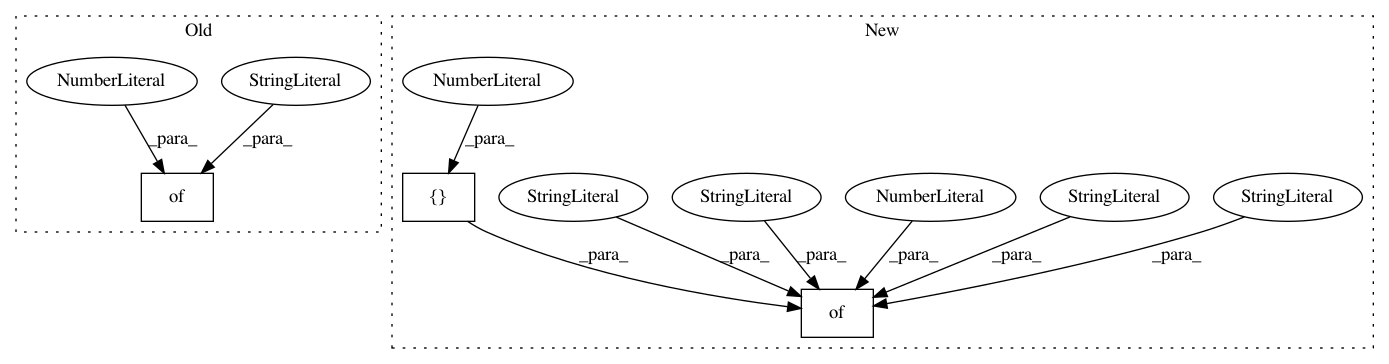 Old
NumberLiteral
StringLiteral
_para_
_para_
of
New
NumberLiteral
_para_
{}
StringLiteral
StringLiteral
NumberLiteral
StringLiteral
StringLiteral
_para_
_para_
_para_
_para_
_para_
_para_
of